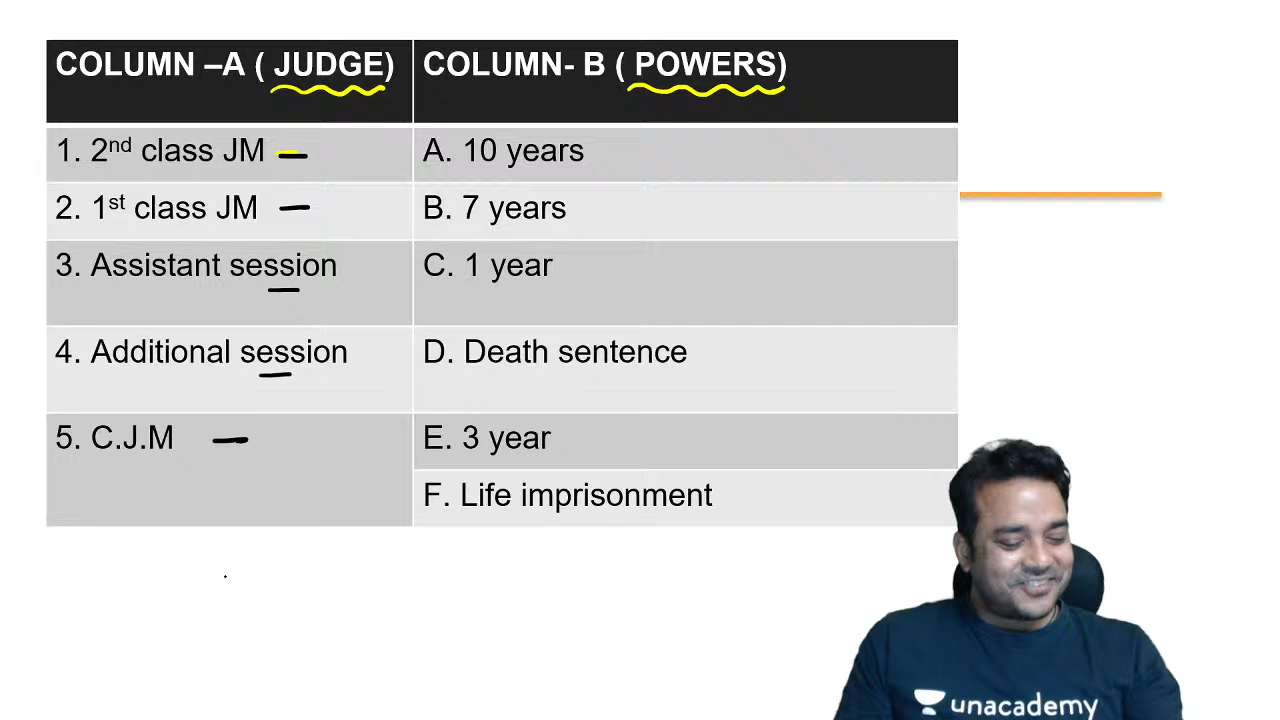 COLUMN –A ( JUDGE) COLUMN- B ( POWERS)
1. 2nd class JM A. 10 years
2. 1st class JM B. 7 years
3. Assistant session C. 1 year
4. Additional session D. Death sentence
5. C.J.M E. 3 year
F. Life imprisonment
unacademy